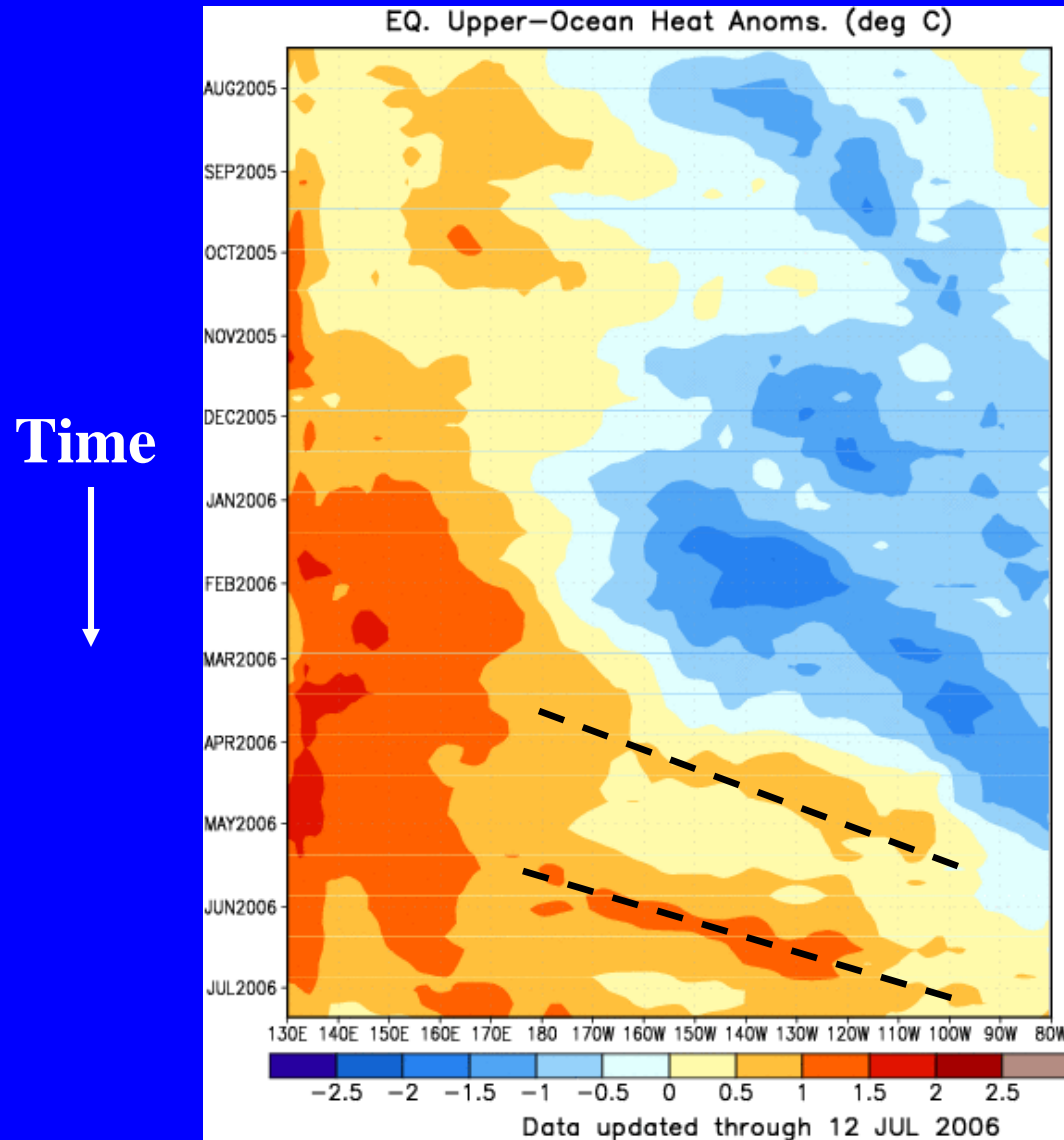 EQ. Upper-Ocean Heat Anoms. (deg C)
AUG2005
SEP2005
OCT2005
NOV2005
DEC2005
Time
JAN2006
FEB2006
MAR2006
APR2006
MAY2006
JUN2006
JUL2006
130E 140E 150E 160E 170E 180 170W 160W 150W 140W 130W 120W 110W 100W 90W 80W
-2.5 -2 -1.5 -1 -0.5 0 0.5 1 1.5 2 2.5
Data updated through 12 JUL 2006